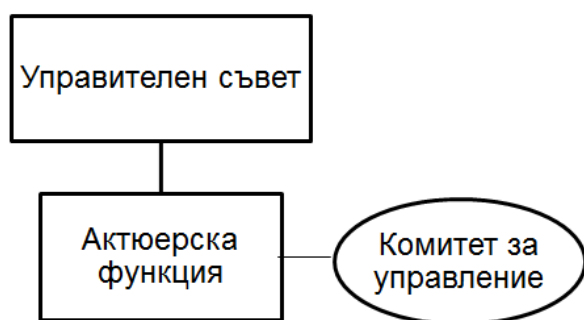 Управителен съвет
Актюерска
функция
Комитет за
управление